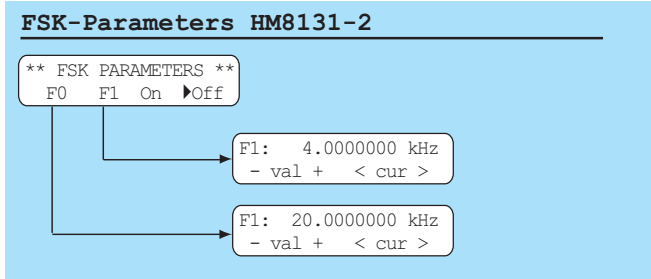 FSK-Parameters HM8131-2
** FSK PARAMETERS **
F0 F1 On ▶Off
F1: 4.0000000 kHz
- val + < cur >
F1: 20.0000000 kHz
- val + < cur >